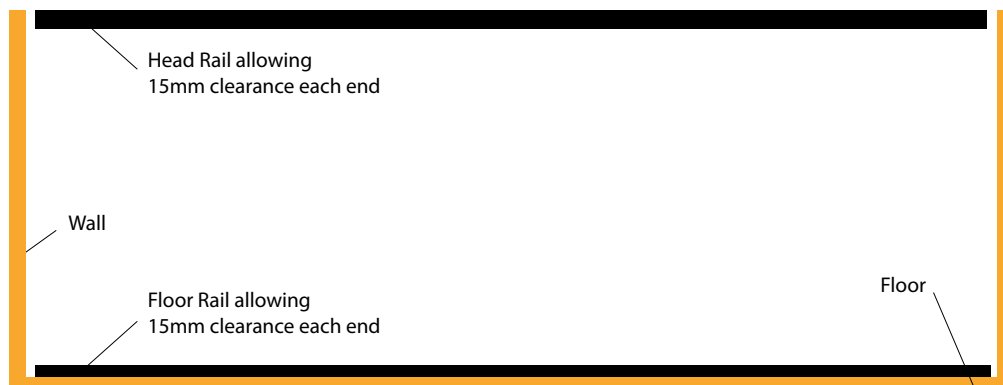 Head Rail allowing
15mm clearance each end
Wall
Floor
Floor Rail allowing
15mm clearance each end